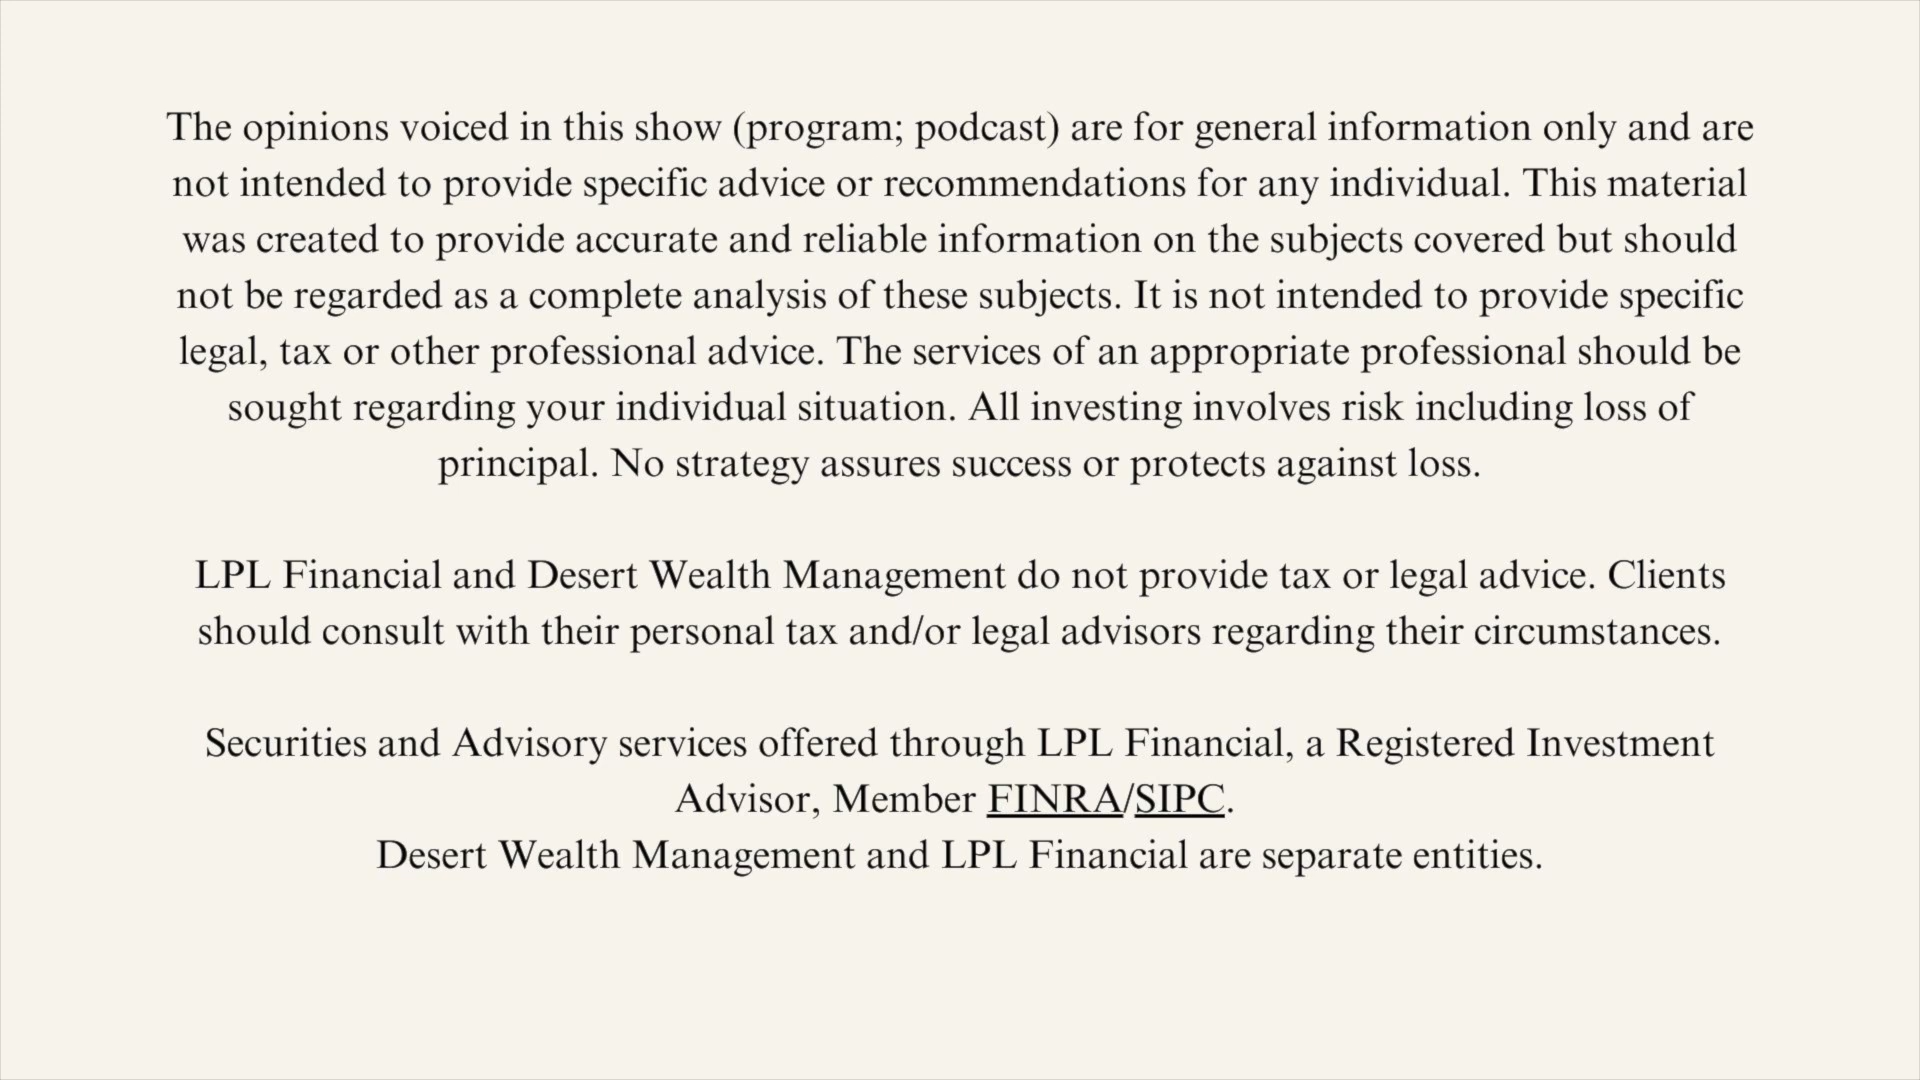 The opinions voiced in this show (program; podcast) are for general information only and are
not intended to provide specific advice or recommendations for any individual. This material
was created to provide accurate and reliable information on the subjects covered but should
not be regarded as a complete analysis of these subjects. It is not intended to provide specific
legal, tax or other professional advice. The services of an appropriate professional should be
sought regarding your individual situation. All investing involves risk including loss of
principal. No strategy assures success or protects against loss.
LPL Financial and Desert Wealth Management do not provide tax or legal advice. Clients
should consult with their personal tax and/or legal advisors regarding their circumstances.
Securities and Advisory services offered through LPL Financial, a Registered Investment
Advisor, Member FINRA/SIPC.
Desert Wealth Management and LPL Financial are separate entities.